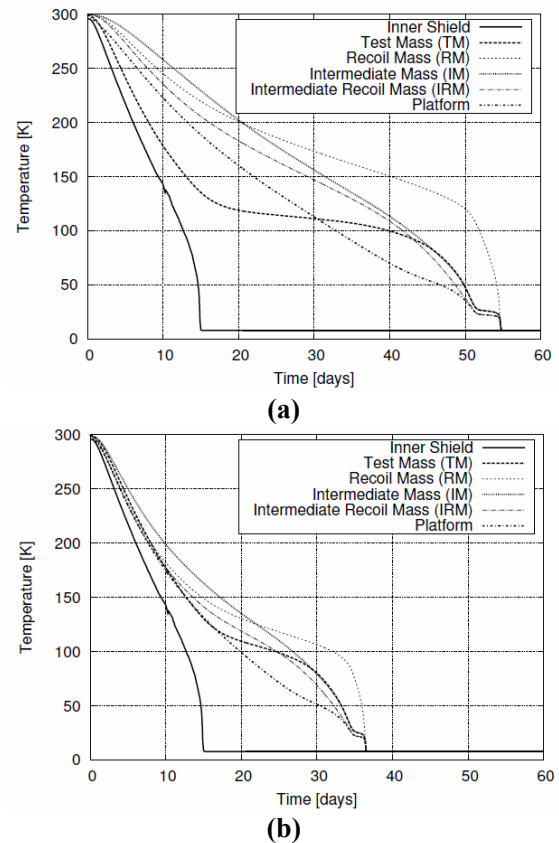 300
250
200
150
100
50
0
Temperature [K]
Inner Shield
Test Mass (TM)
Recoil Mass (RM)
Intermediate Mass (IM)
Intermediate Recoil Mass (IRM)
Platform
0 10 20 30 40 50 60
Time [days]
(a)
300
250
200
150
100
50
0
Temperature [K]
Inner Shield
Test Mass (TM)
Recoil Mass (RM)
Intermediate Mass (IM)
Intermediate Recoil Mass (IRM)
Platform
0 10 20 30 40 50 60
Time [days]
(b)